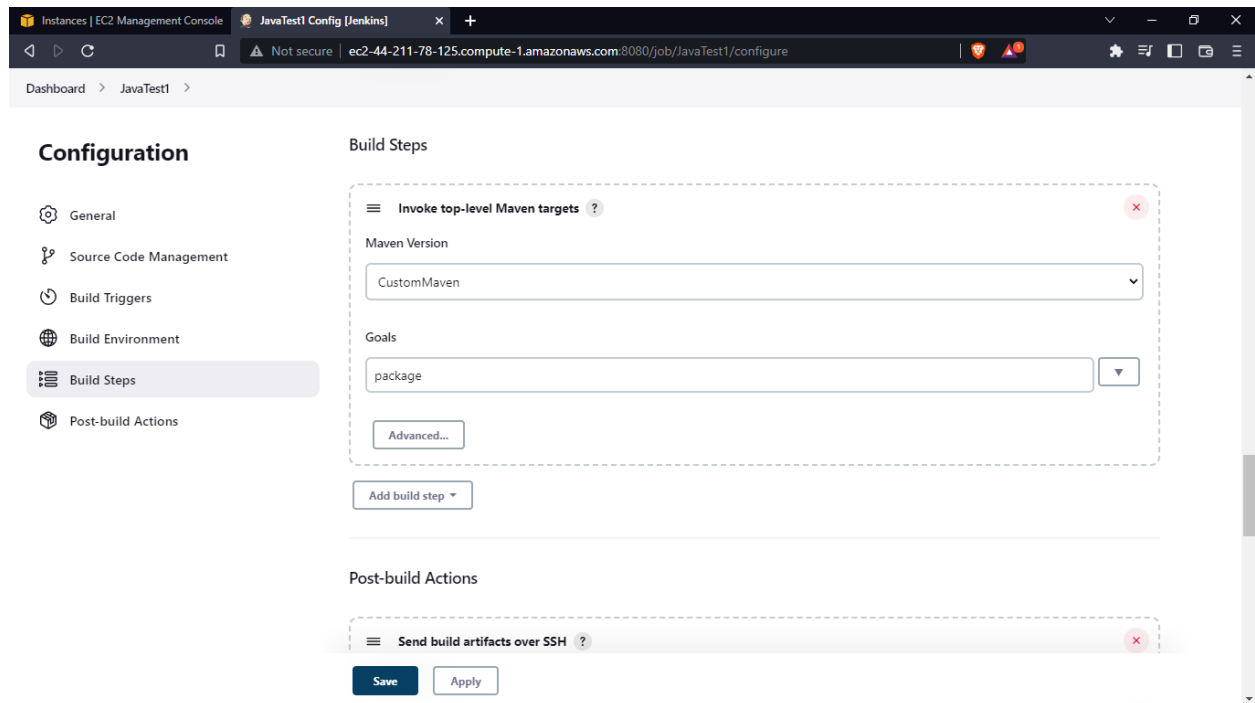 Instances | EC2 Management Console
JavaTest1 Config [Jenkins]
Not secure
ec2-44-211-78-125.compute-1.amazonaws.com:8080/job/JavaTest1/configure
1
Dashboard > JavaTest1 >
Configuration
General
Source Code Management
Build Triggers
Build Environment
Build Steps
Post-build Actions
Build Steps
Invoke top-level Maven targets ?
Maven Version
CustomMaven
Goals
package
Advanced...
Add build step
Post-build Actions
Send build artifacts over SSH ?
Save
Apply